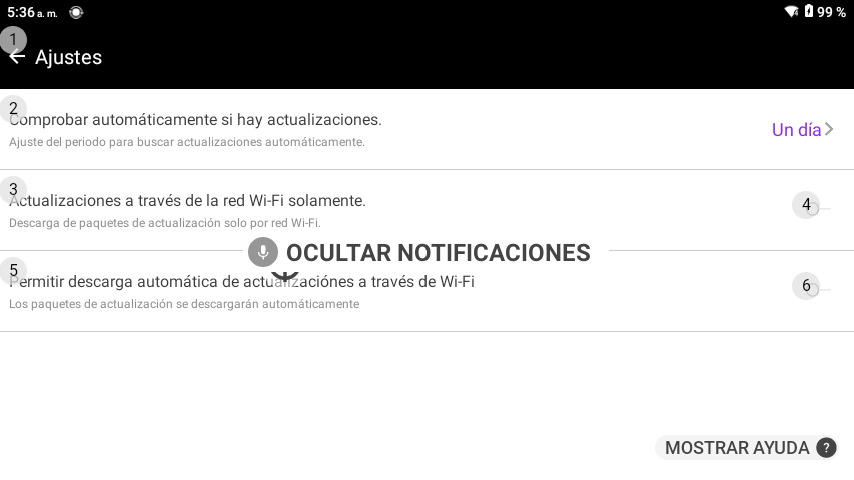 5:36 a. m.
99 %
1
Ajustes
2
Comprobar automáticamente si hay actualizaciones.
Ajuste del periodo para buscar actualizaciones automáticamente.
Un día
3
Actualizaciones a través de la red Wi-Fi solamente.
Descarga de paquetes de actualización solo por red Wi-Fi.
4
OCULTAR NOTIFICACIONES
5
Permitir descarga automática de actualizaciónes a través de Wi-Fi
Los paquetes de actualización se descargarán automáticamente
6
MOSTRAR AYUDA ?